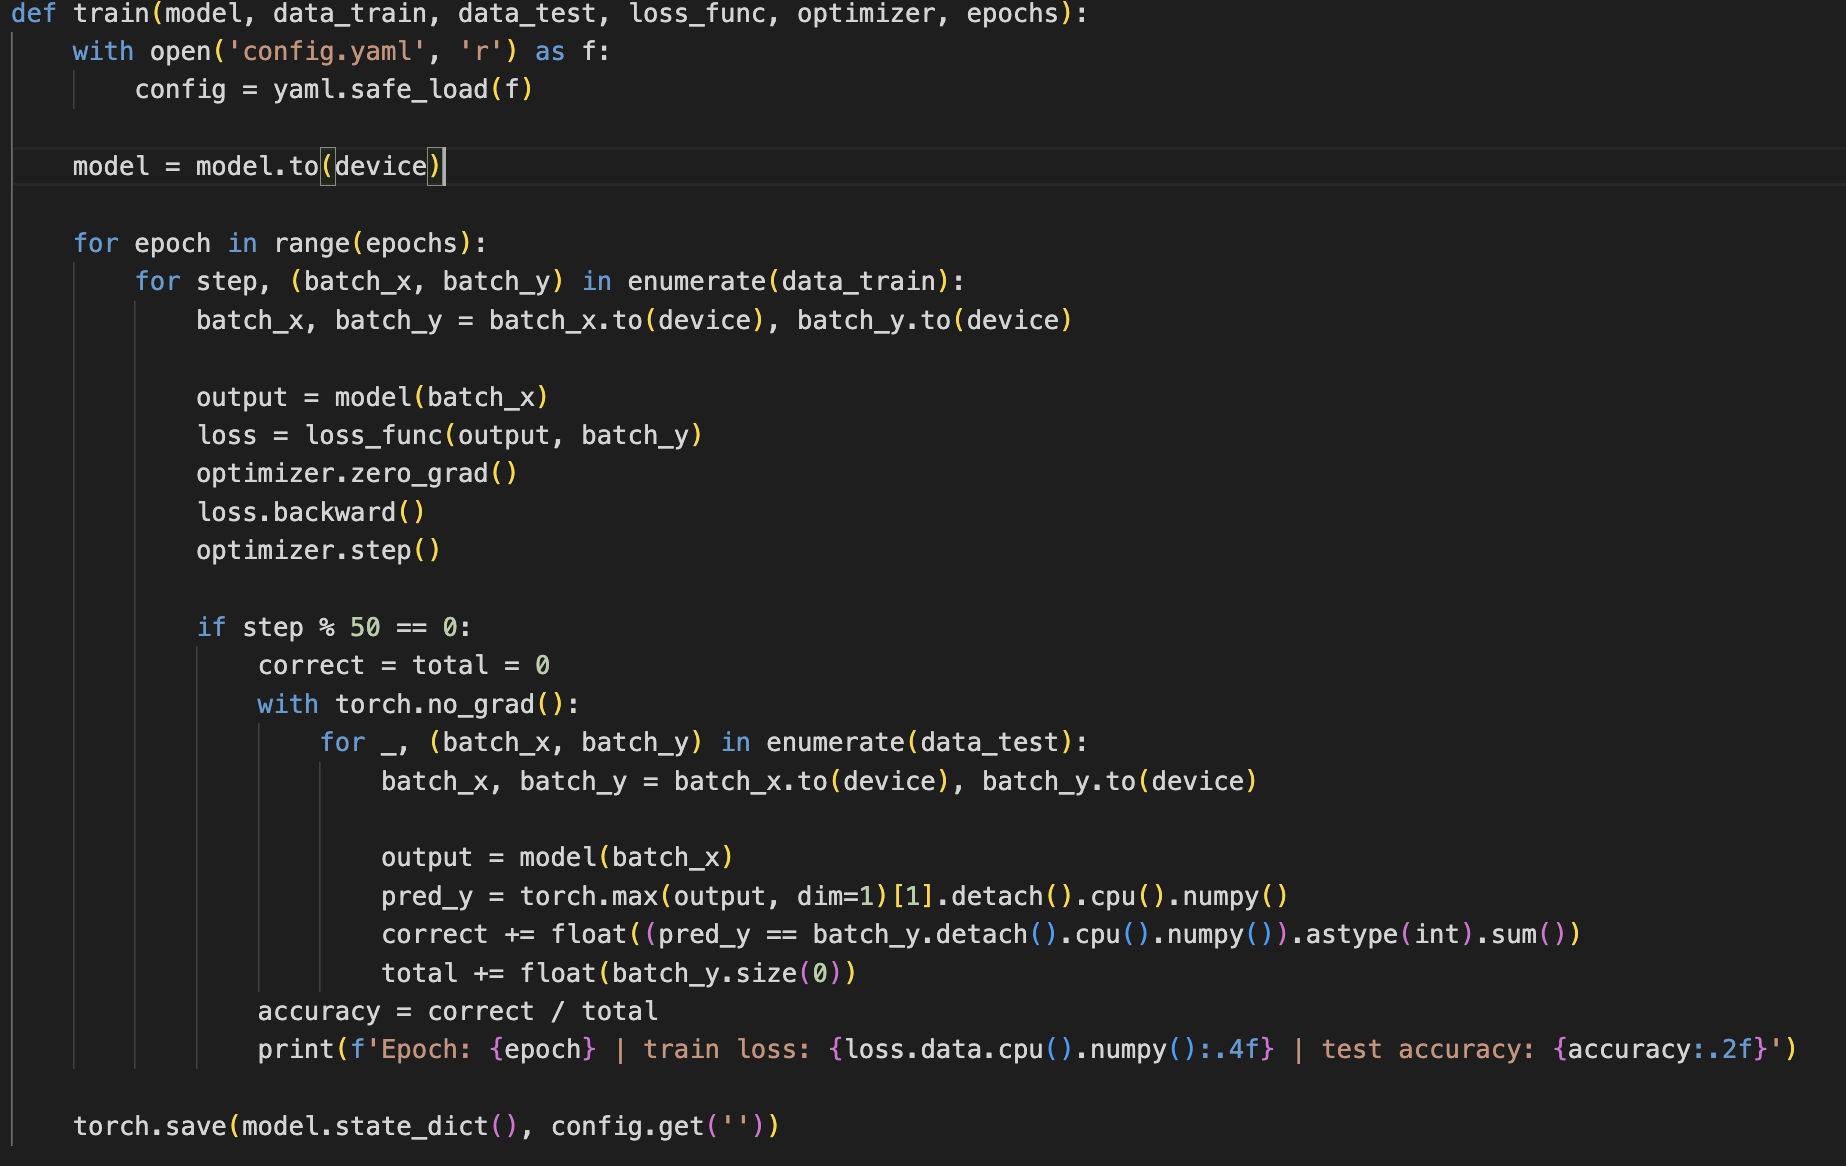 def train(model, data_train, data_test, loss_func, optimizer, epochs):
    with open('config.yaml', 'r') as f:
        config = yaml.safe_load(f)

    model = model.to(device)

    for epoch in range(epochs):
        for step, (batch_x, batch_y) in enumerate(data_train):
            batch_x, batch_y = batch_x.to(device), batch_y.to(device)

            output = model(batch_x)
            loss = loss_func(output, batch_y)
            optimizer.zero_grad()
            loss.backward()
            optimizer.step()

            if step % 50 == 0:
                correct = total = 0
                with torch.no_grad():
                    for _, (batch_x, batch_y) in enumerate(data_test):
                        batch_x, batch_y = batch_x.to(device), batch_y.to(device)

                        output = model(batch_x)
                        pred_y = torch.max(output, dim=1)[1].detach().cpu().numpy()
                        correct += float((pred_y == batch_y.detach().cpu().numpy()).astype(int).sum())
                        total += float(batch_y.size(0))
                accuracy = correct / total
                print(f'Epoch: {epoch} | train loss: {loss.data.cpu().numpy():.4f} | test accuracy: {accuracy:.2f}')

    torch.save(model.state_dict(), config.get(''))